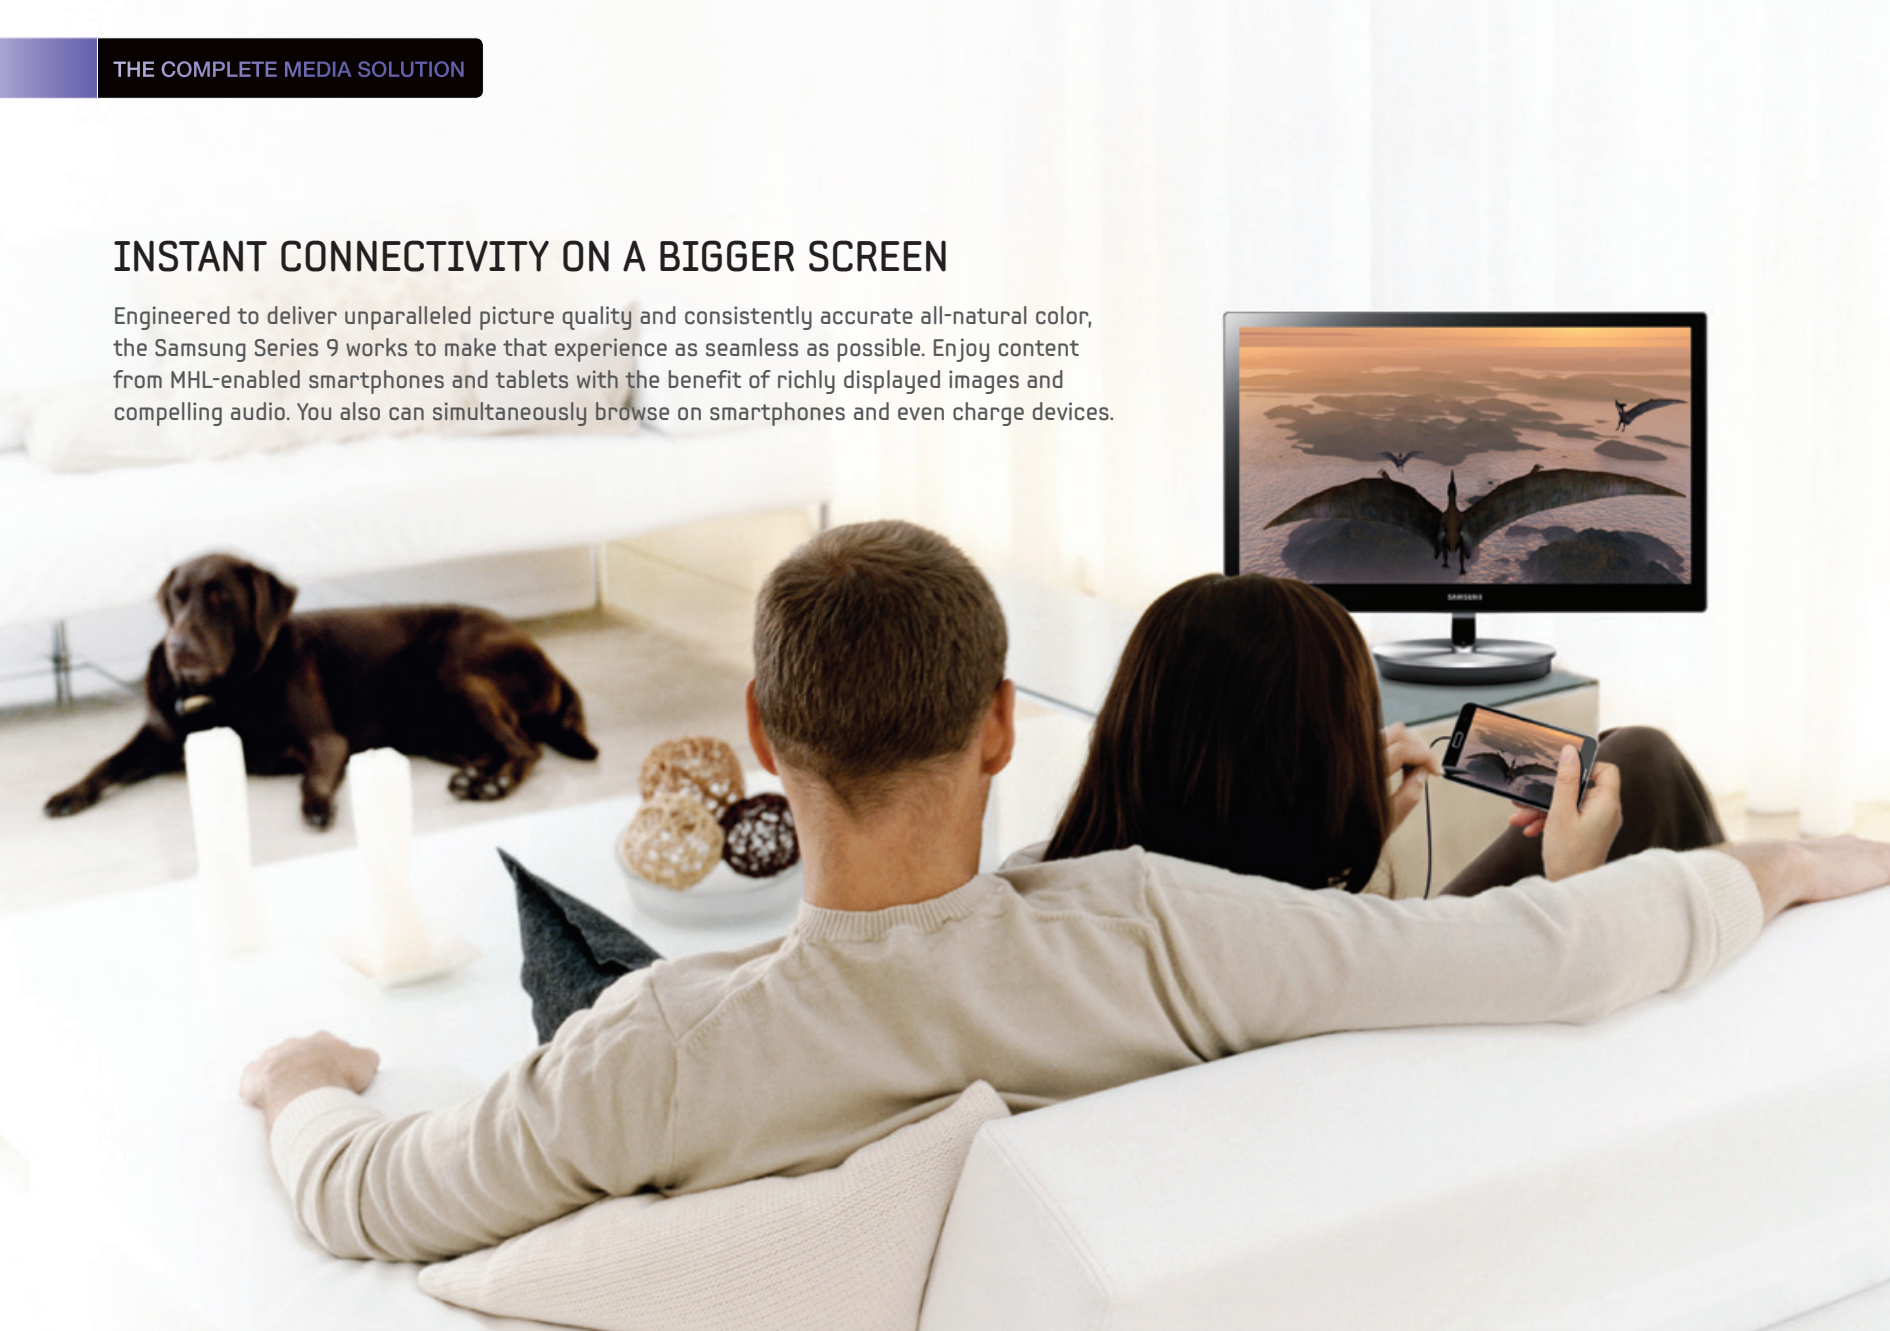 THE COMPLETE MEDIA SOLUTION
INSTANT CONNECTIVITY ON A BIGGER SCREEN
Engineered to deliver unparalleled picture quality and consistently accurate all-natural color,
the Samsung Series 9 works to make that experience as seamless as possible. Enjoy content
from MHL-enabled smartphones and tablets with the benefit of richly displayed images and
compelling audio. You also can simultaneously browse on smartphones and even charge devices.
SAMSUNG